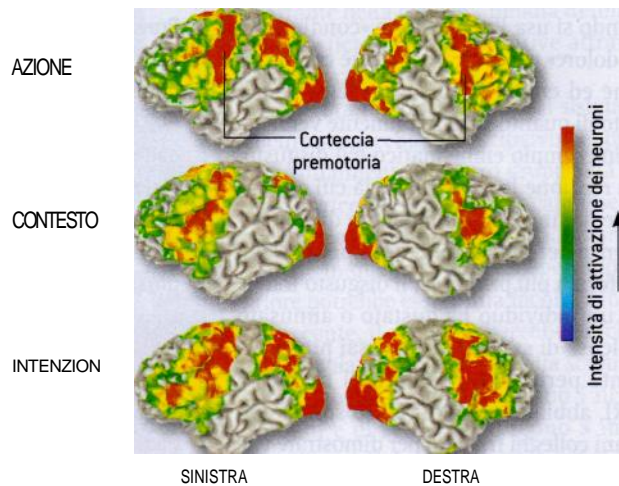 AZIONE
Corteccia
premotoria
CONTESTO
Intensità di attivazione dei neuroni
INTENZION
SINISTRA
DESTRA